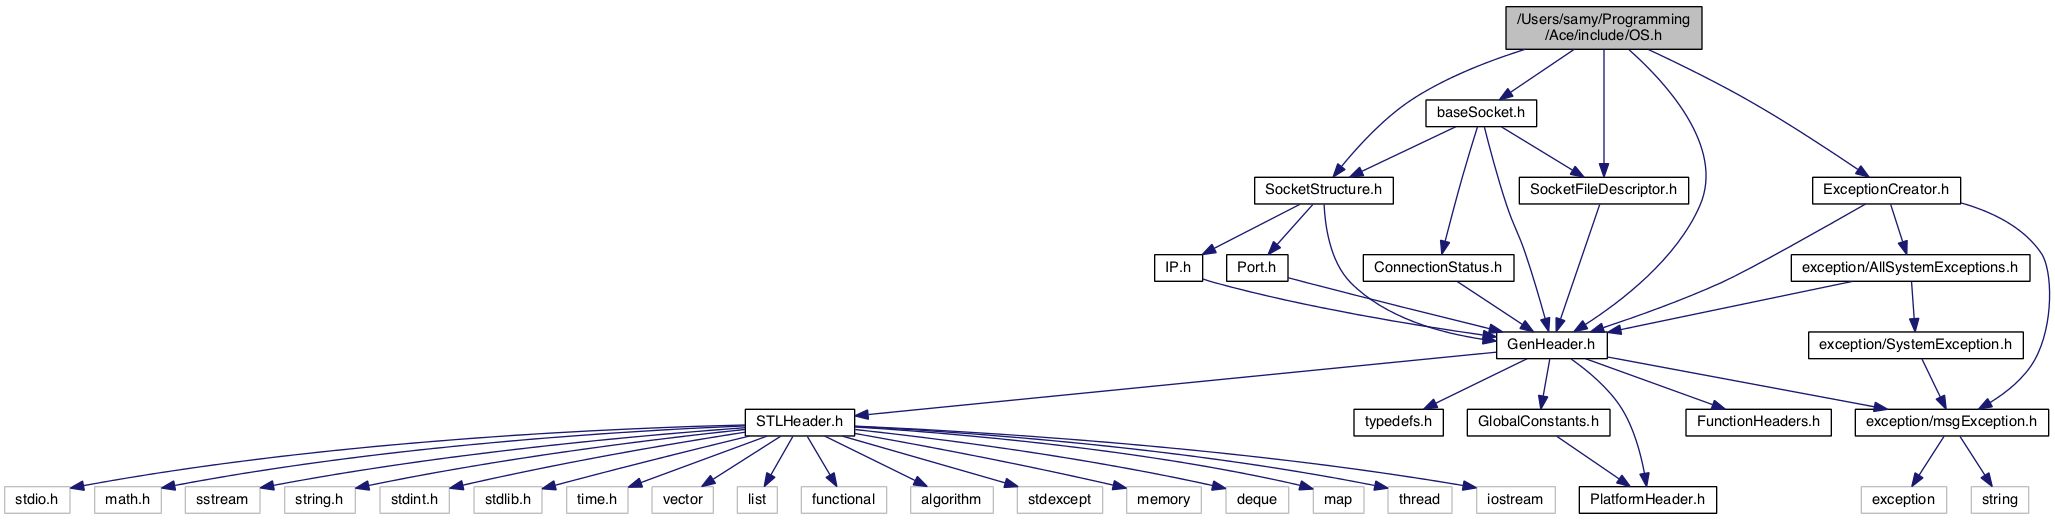 /Users/samy/Programming
/Ace/include/OS.h
baseSocket.h
SocketStructure.h
SocketFileDescriptor.h
ExceptionCreator.h
IP.h
Port.h
ConnectionStatus.h
exception/AllSystemExceptions.h
GenHeader.h
exception/SystemException.h
STLHeader.h
typedefs.h
GlobalConstants.h
FunctionHeaders.h
exception/msgException.h
stdio.h
math.h
sstream
string.h
stdint.h
stdlib.h
time.h
vector
list
functional
algorithm
stdexcept
memory
deque
map
thread
iostream
PlatformHeader.h
exception
string